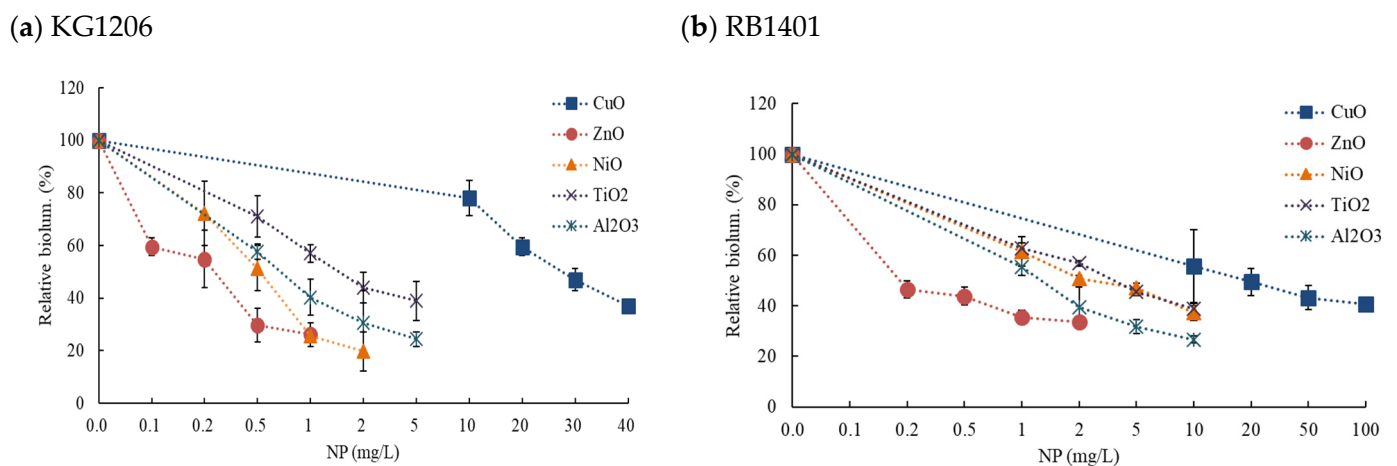 (a) KG1206
120
100
80
60
40
20
0
Relative biolum. (%)
0.0 0.1 0.2 0.5 1 2 5 10 20 30 40
NP (mg/L)
CuO
ZnO
NiO
TiO2
Al2O3
(b) RB1401
120
100
80
60
40
20
0
Relative biolum. (%)
0.0 0.1 0.2 0.5 1 2 5 10 20 50 100
NP (mg/L)
CuO
ZnO
NiO
TiO2
Al2O3